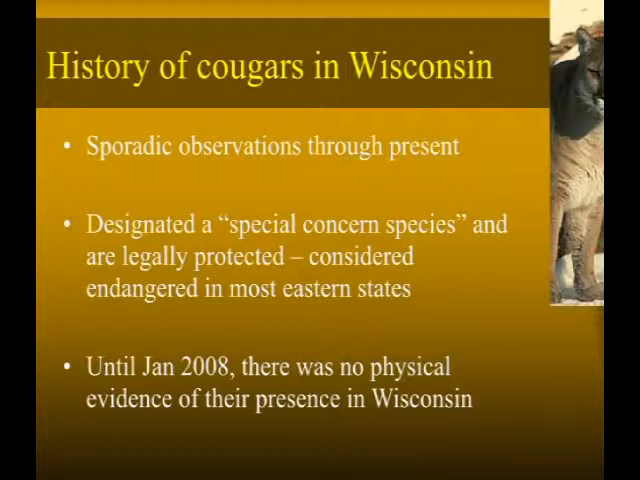 History of cougars in Wisconsin
• Sporadic observations through present
• Designated a “special concern species” and
are legally protected – considered
endangered in most eastern states
• Until Jan 2008, there was no physical
evidence of their presence in Wisconsin